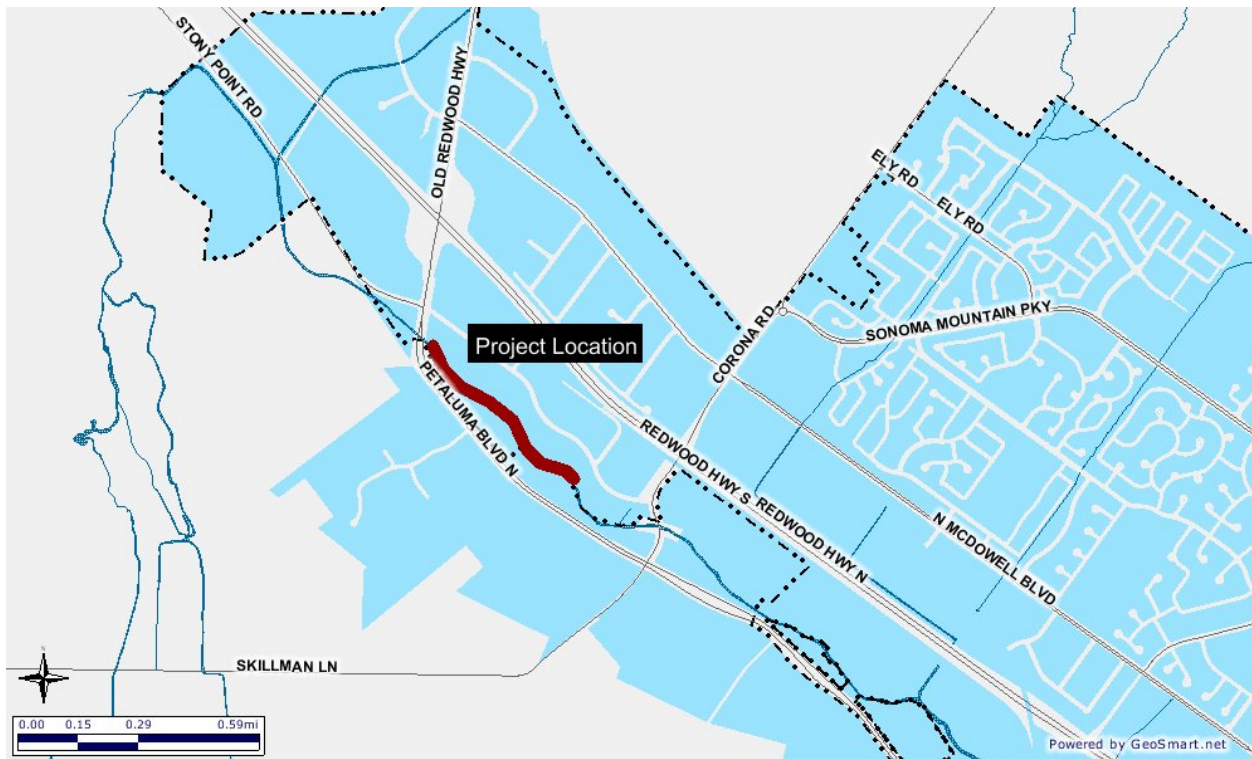 STONY POINT RD
OLD REDWOOD HWY
ELY RD
ELY RD
CORONA RD
SONOMA MOUNTAIN PKY
Project Location
PETALUMA BLVD N
REDWOOD HWY S
REDWOOD HWY N
N MCDOWELL BLVD
SKILLMAN LN
0.00 0.15 0.29 0.59mi
Powered by GeoSmart.net